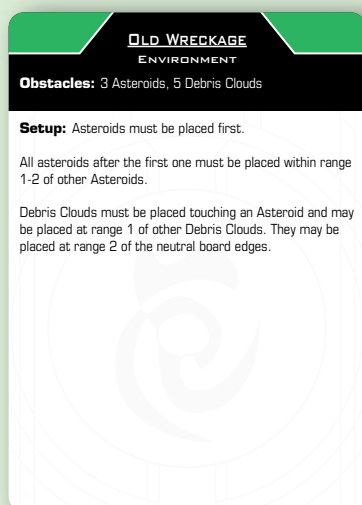 Old Wreckage
Environment
Obstacles: 3 Asteroids, 5 Debris Clouds
Setup: Asteroids must be placed first.
All asteroids after the first one must be placed within range
1-2 of other Asteroids.
Debris Clouds must be placed touching an Asteroid and may
be placed at range 1 of other Debris Clouds. They may be
placed at range 2 of the neutral board edges.